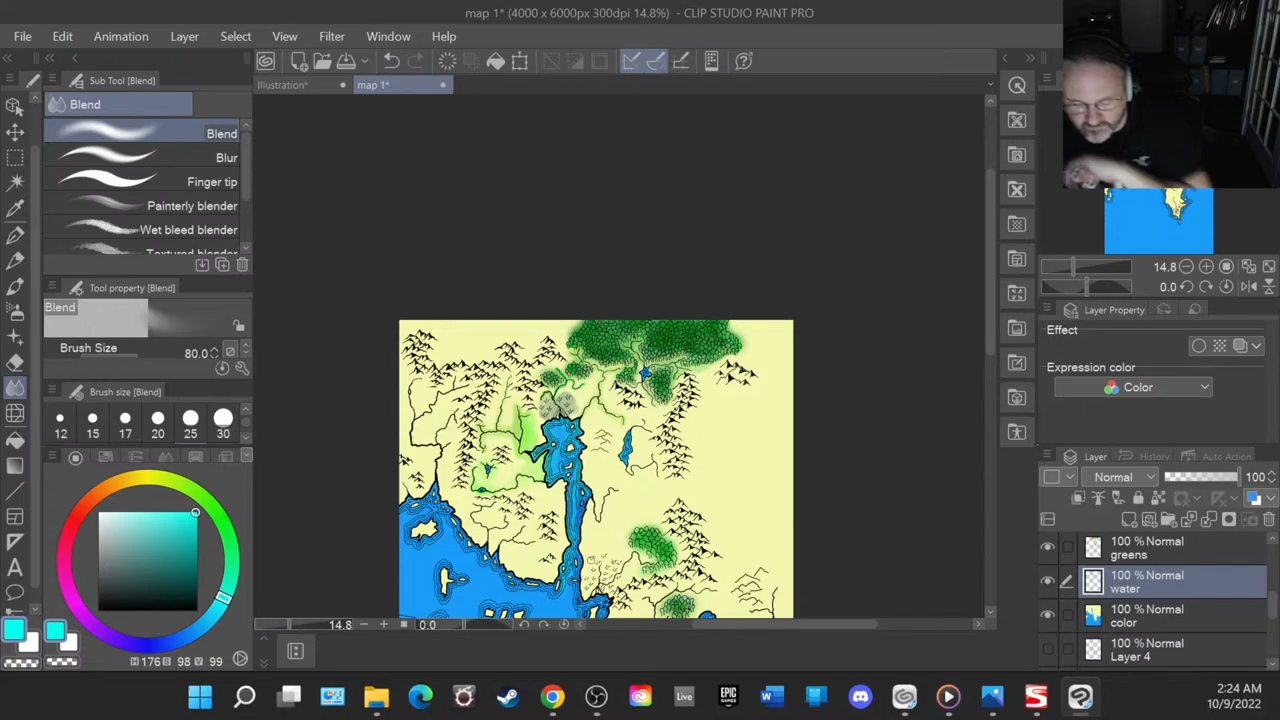 map 1* (4000 x 6000px 300dpi 14.8%) - CLIP STUDIO PAINT PRO
File Edit Animation Layer Select View Filter Window Help
Sub Tool [Blend]
Illustration* map 1*
Blend
Blend
Blur
Finger tip
Painterly blender
Wet bleed blender
Textured blender
Tool property [Blend]
Blend
Brush Size 80.0
Brush size [Blend]
12 15 17 20 25 30
H 176 S 98 V 99
14.8 0.0
14.8
0.0
Layer Property
Effect
Expression color
Color
Layer History Auto Action
Normal 100
100 % Normal
greens
100 % Normal
water
100 % Normal
color
100 % Normal
Layer 4
Live EPIC GAMES W S
2:24 AM
10/9/2022